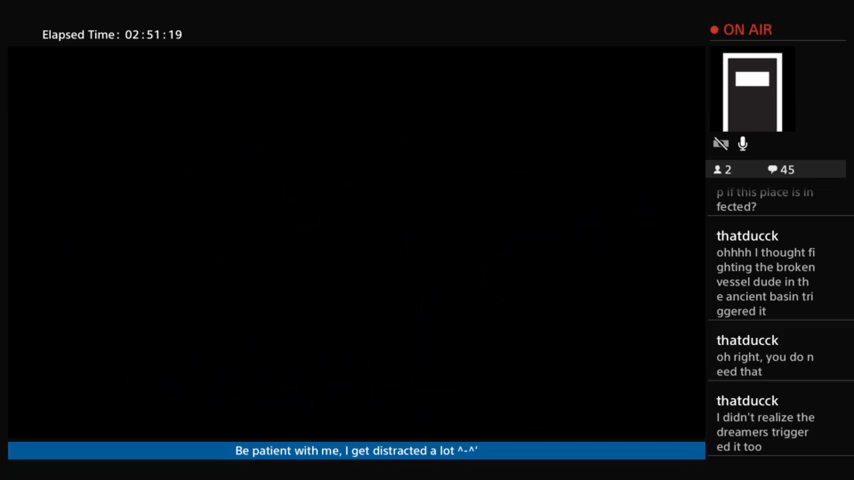 Elapsed Time: 02:51:19
ON AIR
2 45
p if this place is in
fected?
thatducck
ohhhh I thought fi
ghting the broken
vessel dude in th
e ancient basin tri
ggered it
thatducck
oh right, you do n
eed that
thatducck
I didn't realize the
dreamers trigger
ed it too
Be patient with me, I get distracted a lot ^-^'